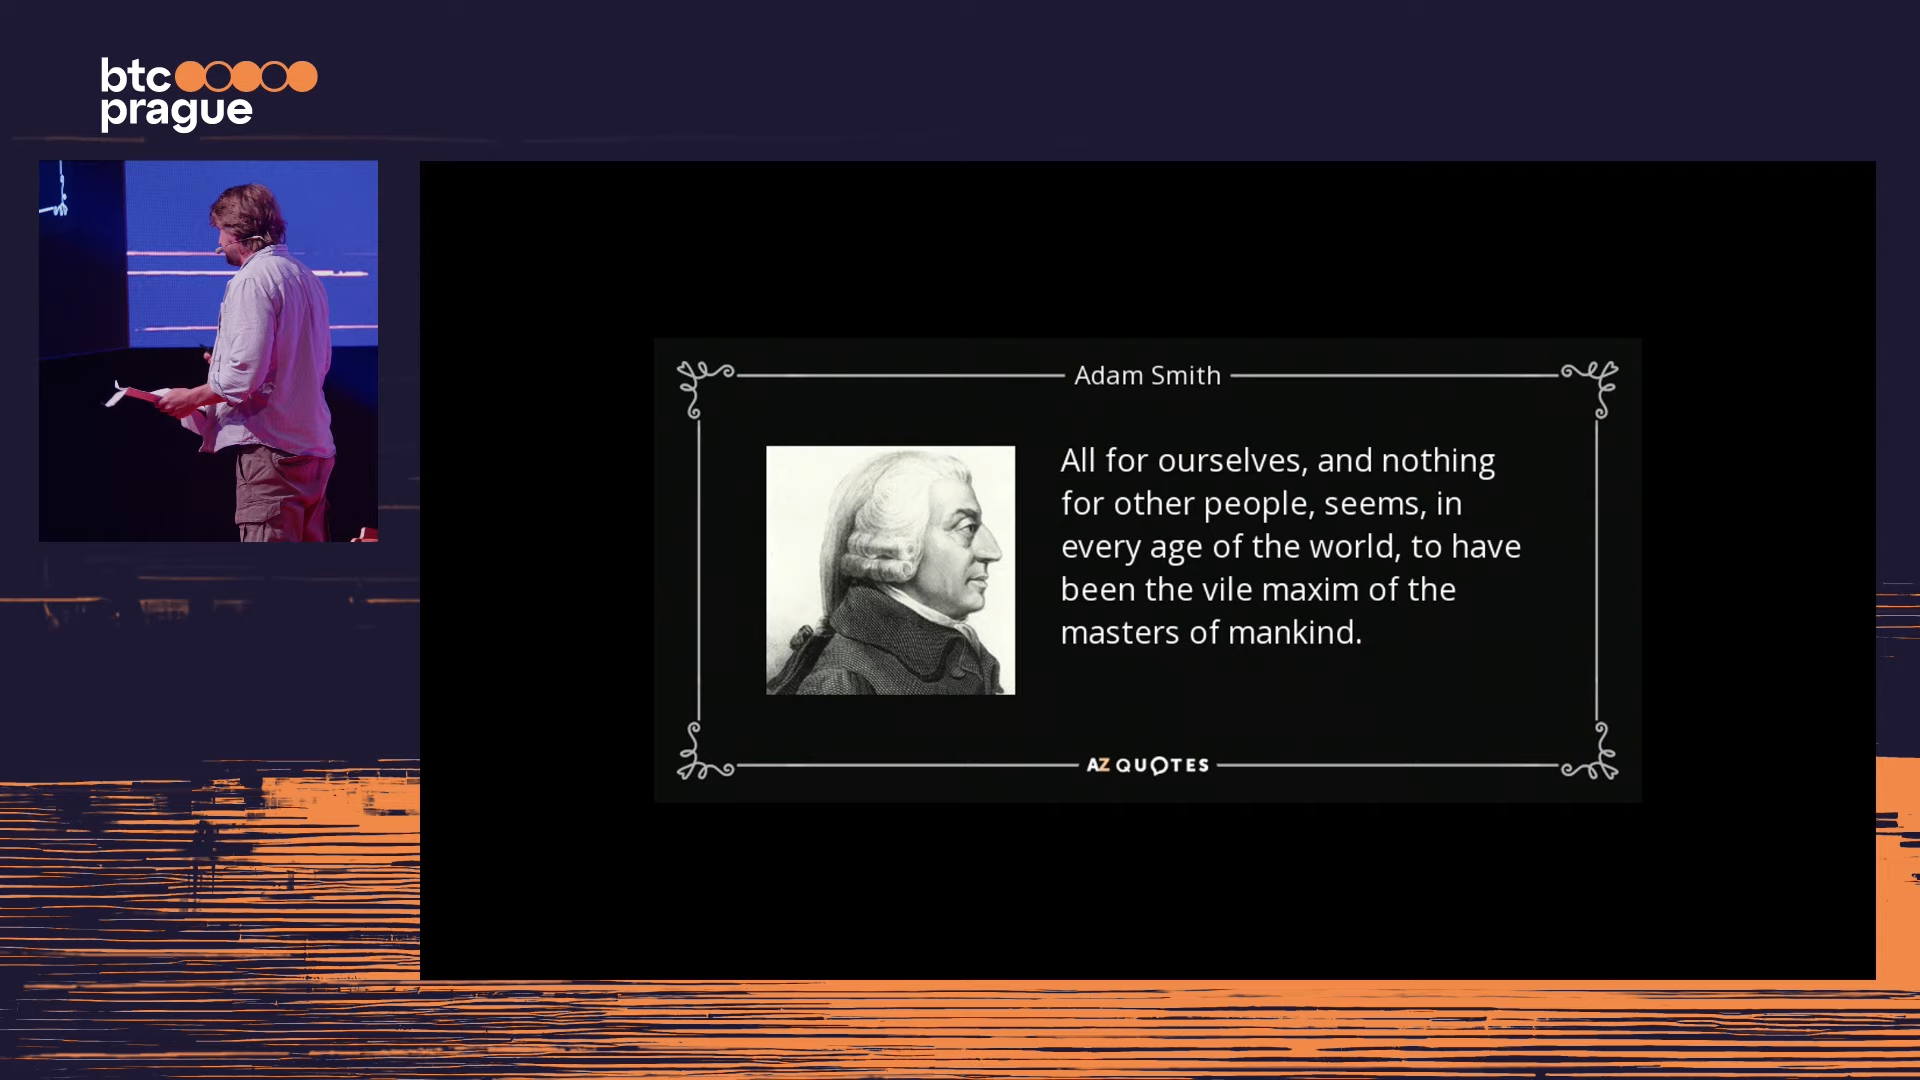 btc
prague
Adam Smith
All for ourselves, and nothing
for other people, seems, in
every age of the world, to have
been the vile maxim of the
masters of mankind.
AZ QUOTES